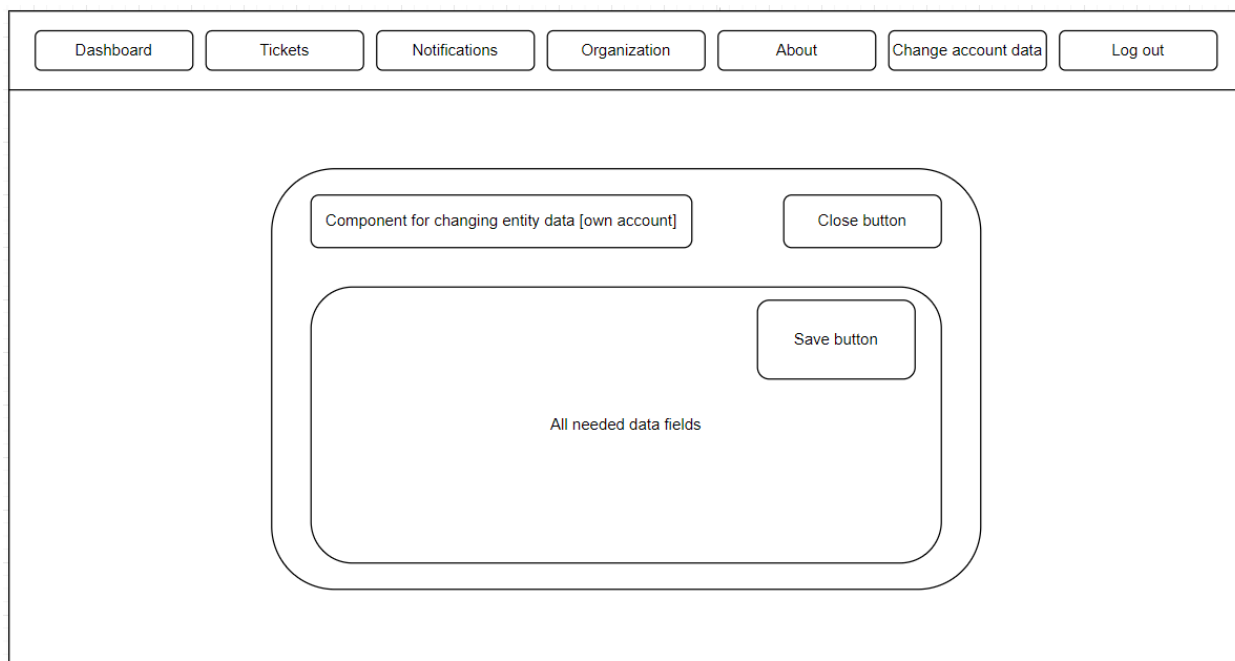 Dashboard
Tickets
Notifications
Organization
About
Change account data
Log out
Component for changing entity data [own account]
Close button
Save button
All needed data fields